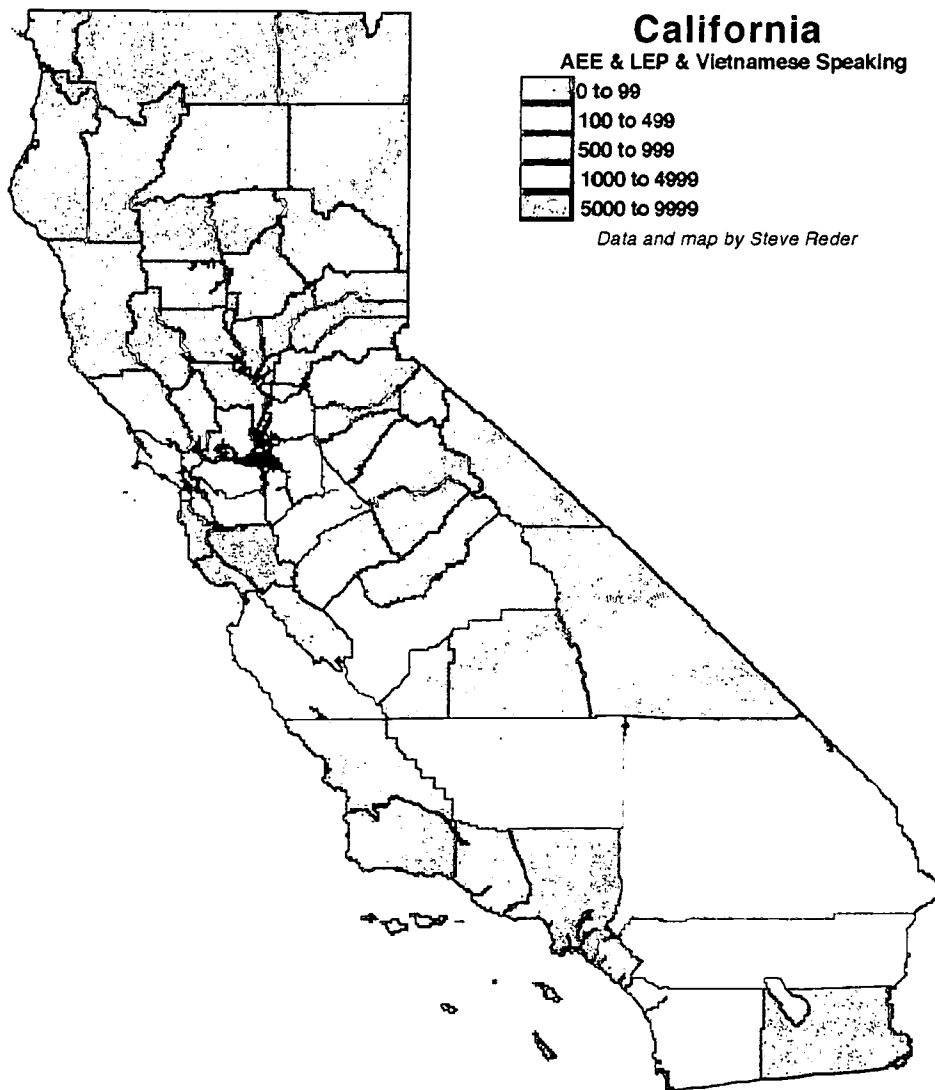 California
AEE & LEP & Vietnamese Speaking
0 to 99
100 to 499
500 to 999
1000 to 4999
5000 to 9999
Data and map by Steve Reder